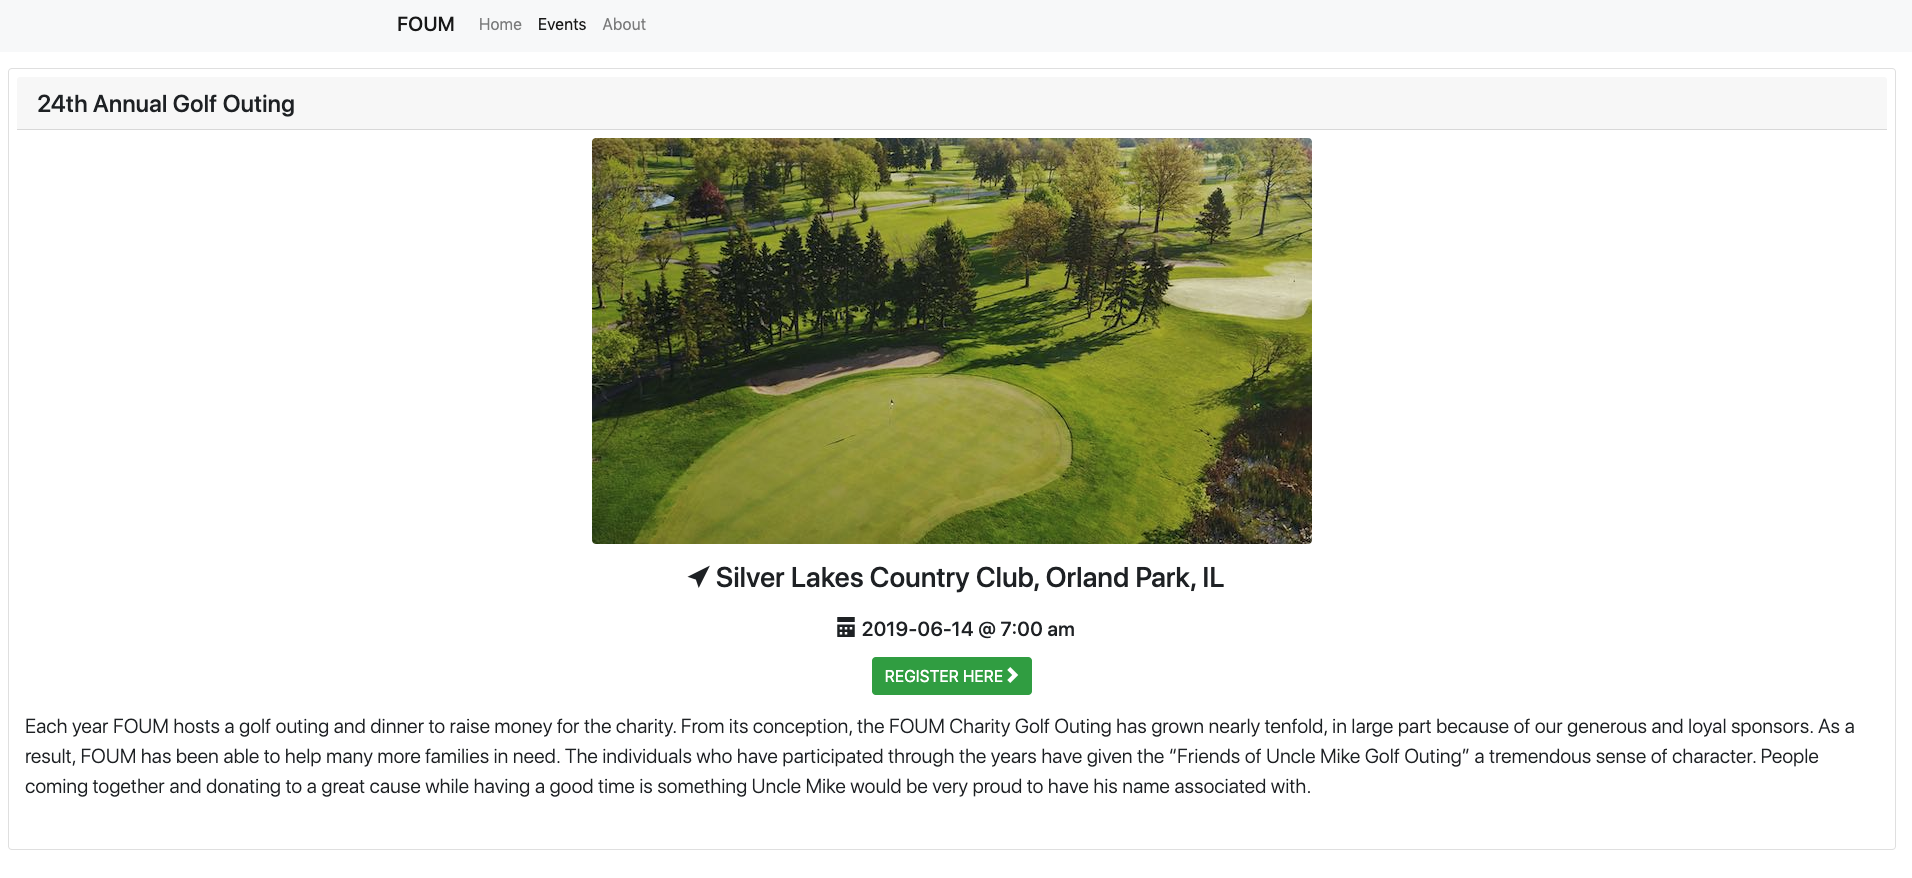 FOUM Home Events About
24th Annual Golf Outing
Silver Lakes Country Club, Orland Park, IL
2019-06-14 @ 7:00 am
REGISTER HERE
Each year FOUM hosts a golf outing and dinner to raise money for the charity. From its conception, the FOUM Charity Golf Outing has grown nearly tenfold, in large part because of our generous and loyal sponsors. As a
result, FOUM has been able to help many more families in need. The individuals who have participated through the years have given the “Friends of Uncle Mike Golf Outing” a tremendous sense of character. People
coming together and donating to a great cause while having a good time is something Uncle Mike would be very proud to have his name associated with.